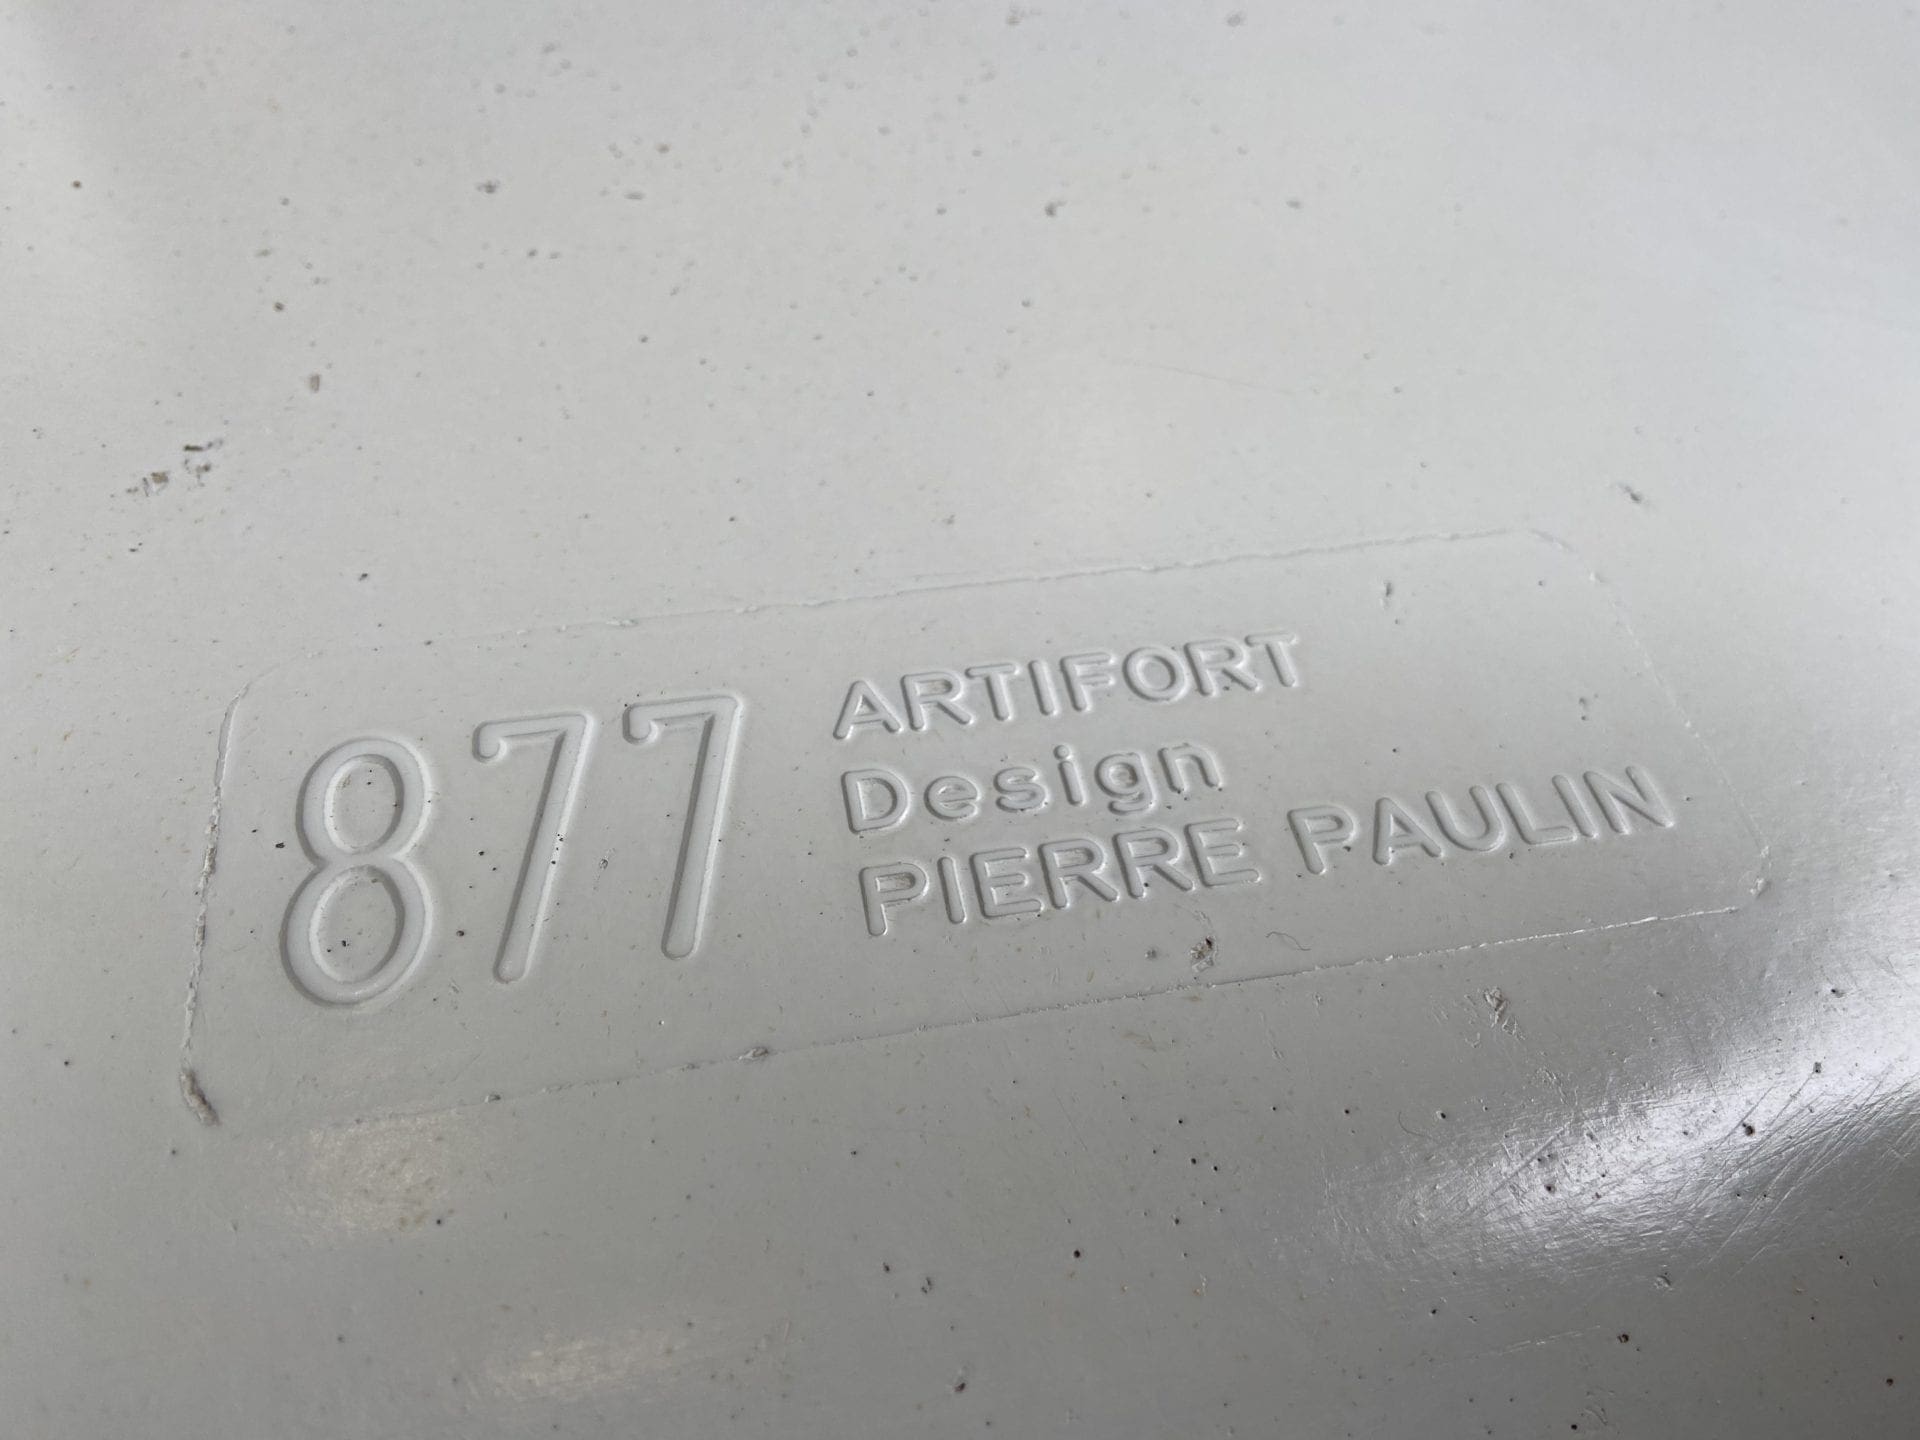 877
ARTIFORT
Design
PIERRE PAULIN